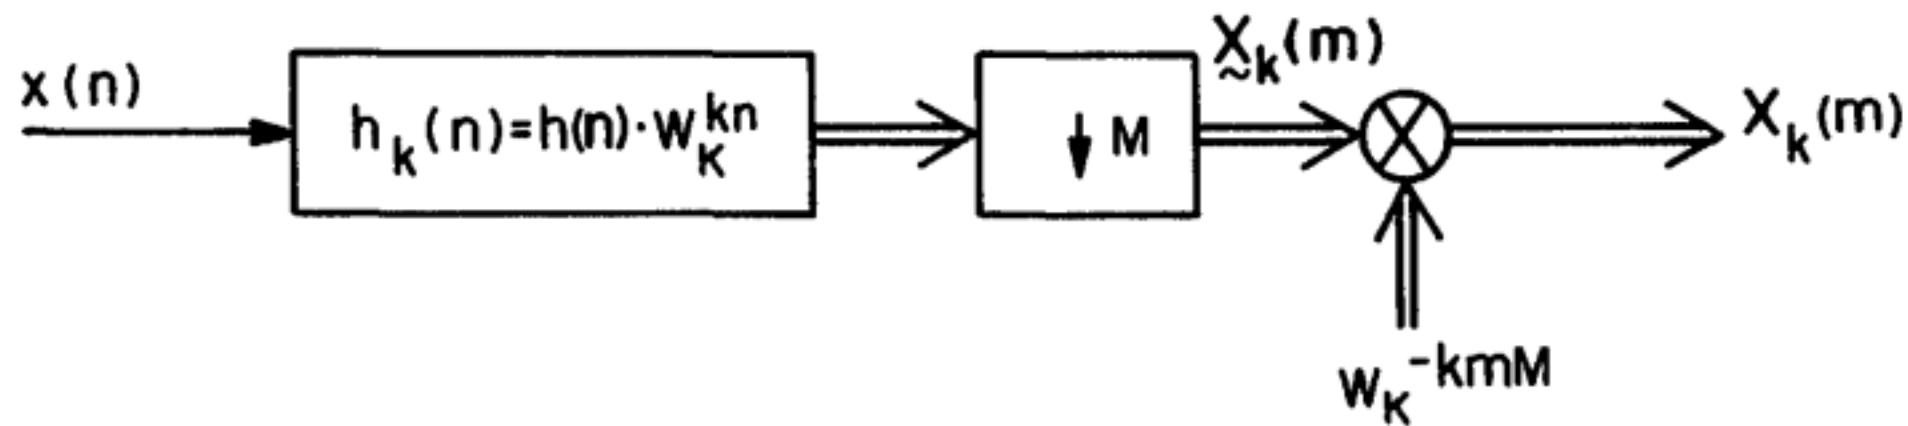 x(n)
h_k(n)=h(n)·W_K^{kn}
↓ M
X̰_k(m)
X_k(m)
W_K^{-kmM}